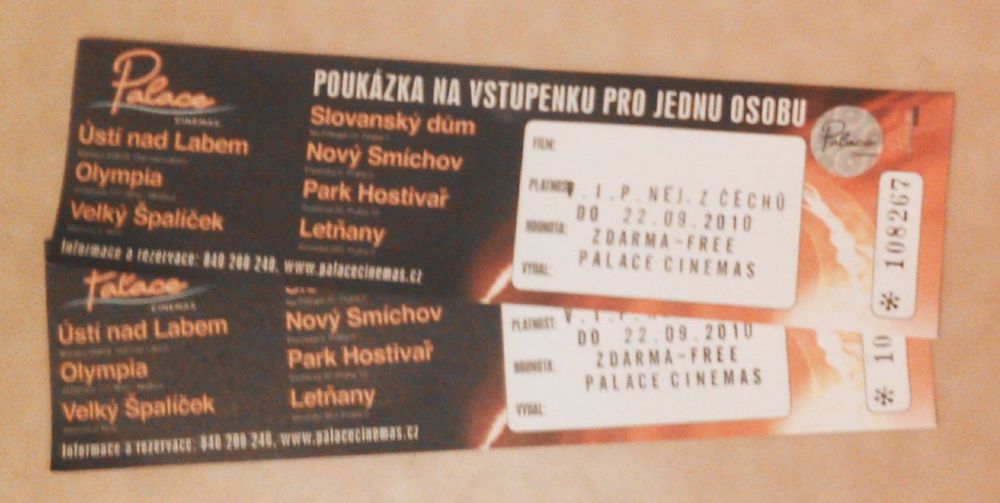 Palace
CINEMAS
POUKÁZKA NA VSTUPENKU PRO JEDNU OSOBU
Ústí nad Labem
Olympia
Velký Špalíček
Slovanský dům
Nový Smíchov
Park Hostivař
Letňany
Informace a rezervace: 840 200 240, www.palacecinemas.cz
FILM:
PLATNOST: V.I.P. NEJ. Z ČECHŮ
DO 22.09.2010
HODNOTA: ZDARMA-FREE
PALACE CINEMAS
VYDAL:
Palace
* 108267
Palace
CINEMAS
Ústí nad Labem
Olympia
Velký Špalíček
Nový Smíchov
Park Hostivař
Letňany
Informace a rezervace: 840 200 240, www.palacecinemas.cz
PLATNOST: V.I.P.
DO 22.09.2010
HODNOTA: ZDARMA-FREE
PALACE CINEMAS
VYDAL:
* 10